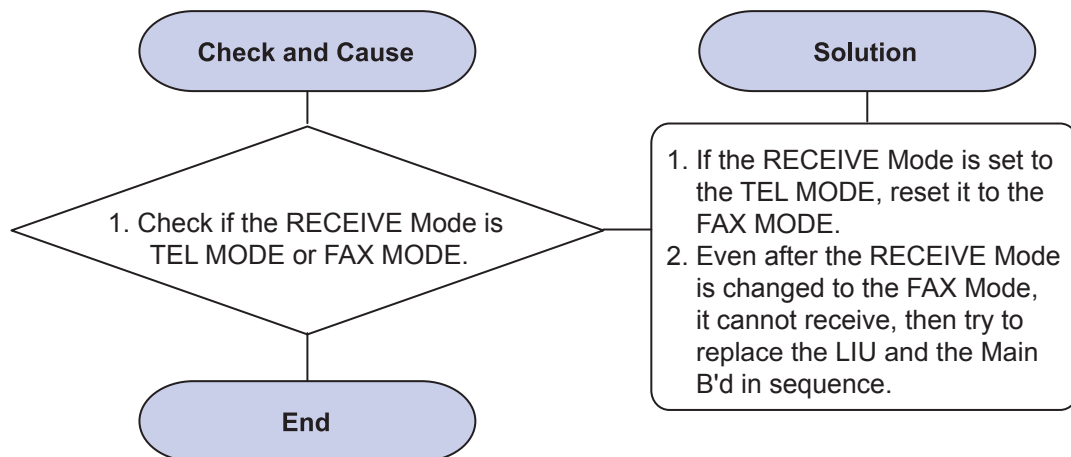 Check and Cause
Solution
1. Check if the RECEIVE Mode is
TEL MODE or FAX MODE.
1. If the RECEIVE Mode is set to
the TEL MODE, reset it to the
FAX MODE.
2. Even after the RECEIVE Mode
is changed to the FAX Mode,
it cannot receive, then try to
replace the LIU and the Main
B'd in sequence.
End